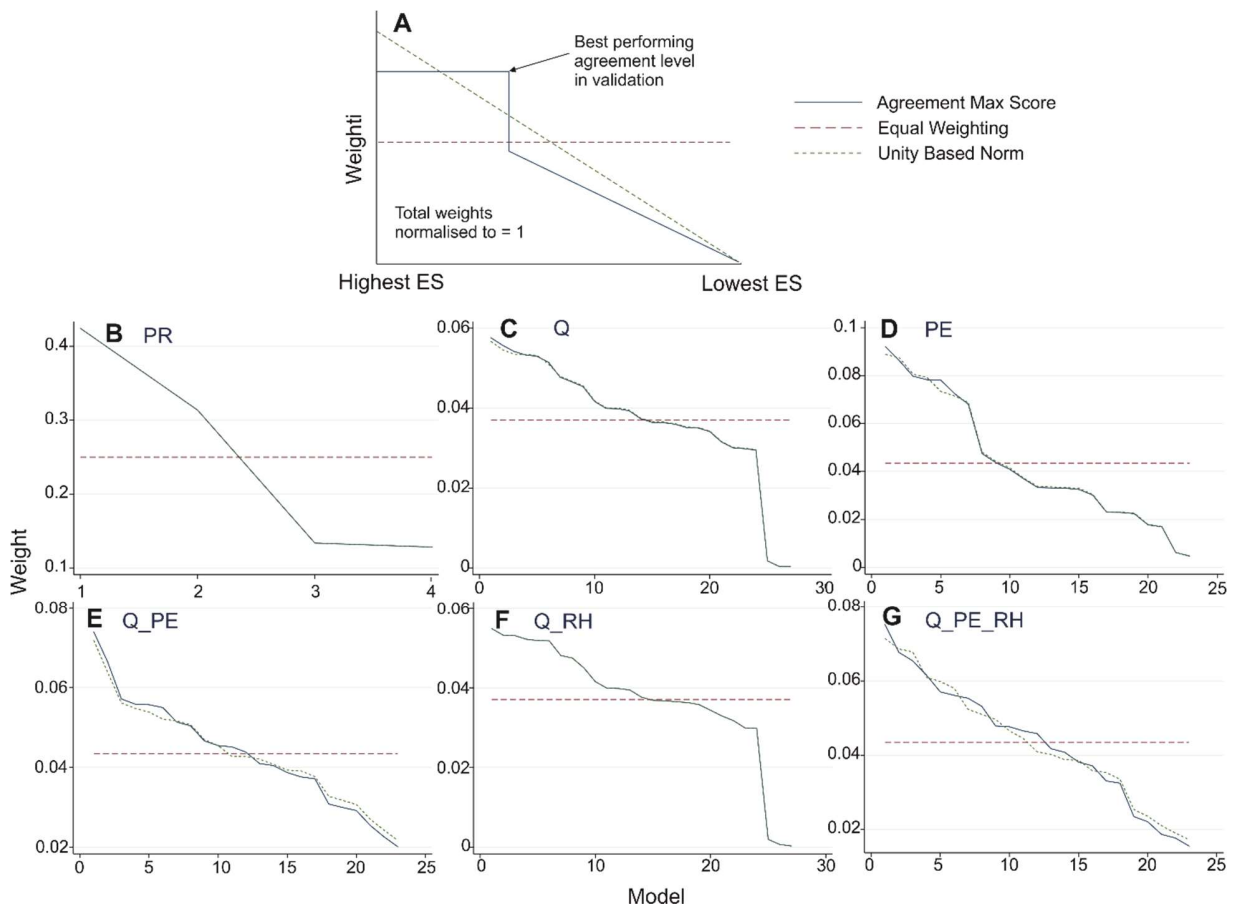 A
Best performing
agreement level
in validation
Weighti
Total weights
normalised to = 1
Highest ES
Lowest ES
Agreement Max Score
Equal Weighting
Unity Based Norm
B PR
0.4
0.3
0.2
0.1
1 2 3 4
C Q
0.06
0.04
0.02
0
0 10 20 30
D PE
0.1
0.08
0.06
0.04
0.02
0
0 5 10 15 20 25
Weight
E Q_PE
0.08
0.06
0.04
0.02
0 5 10 15 20 25
F Q_RH
0.06
0.04
0.02
0
0 10 20 30
G Q_PE_RH
0.08
0.06
0.04
0.02
0 5 10 15 20 25
Model